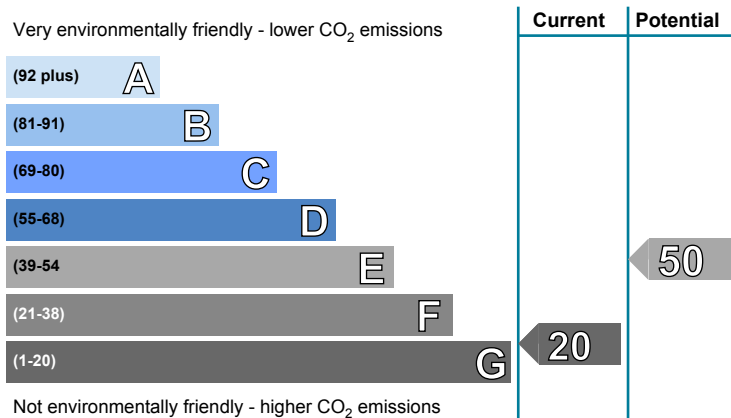 Very environmentally friendly - lower CO₂ emissions
Current
Potential
(92 plus) A
(81-91) B
(69-80) C
(55-68) D
(39-54 E
50
(21-38) F
(1-20) G
20
Not environmentally friendly - higher CO₂ emissions